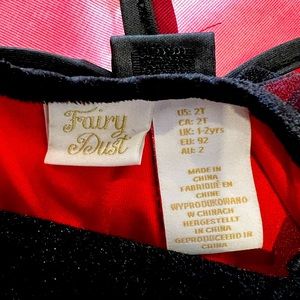 Fairy
Dust
US: 2T
CA: 2T
UK: 1-2yrs
EU: 92
AU: 2
MADE IN
CHINA
FABRIQUÉ EN
CHINE
WYPRODUKOWANO
W CHINACH
HERGESTELLT
IN CHINA
GEPRODUCEERD IN
CHINA